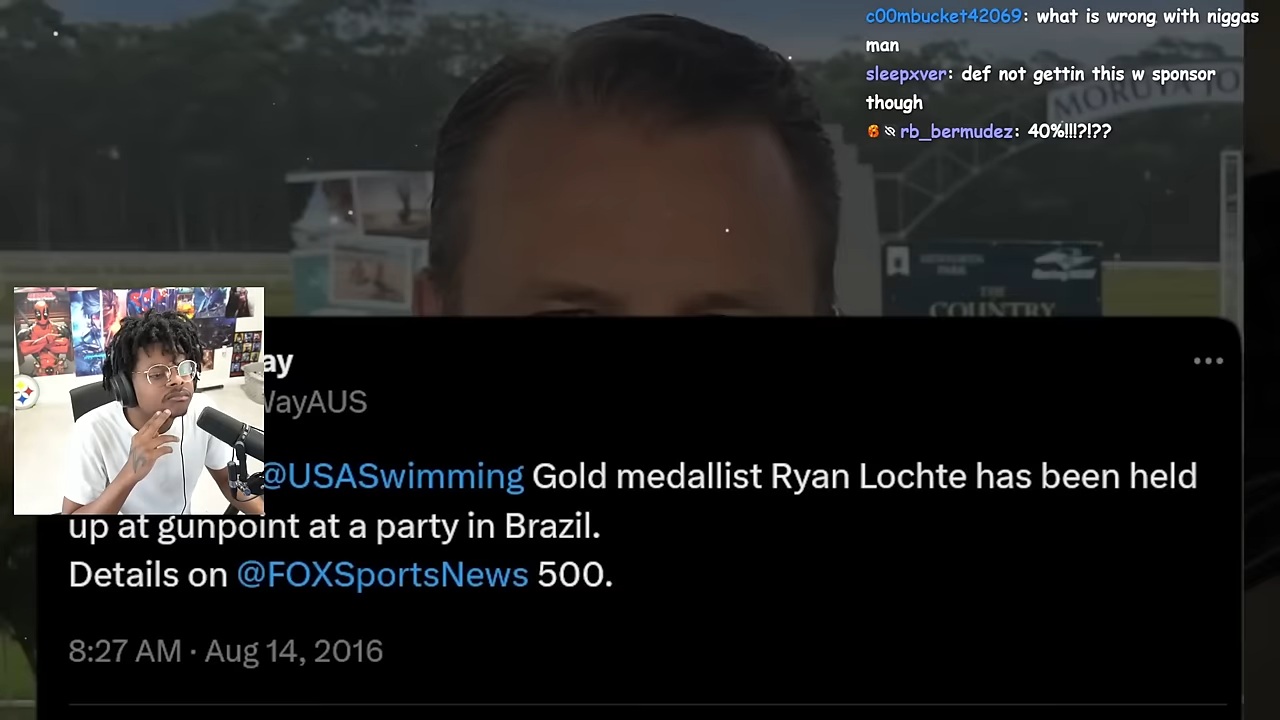 c00mbucket42069: what is wrong with niggas
man
sleepxver: def not gettin this w sponsor
though
rb_bermudez: 40%!!!?!??
MORUYA JO
THE
COUNTRY
ay
WayAUS
@USASwimming Gold medallist Ryan Lochte has been held
up at gunpoint at a party in Brazil.
Details on @FOXSportsNews 500.
8:27 AM · Aug 14, 2016